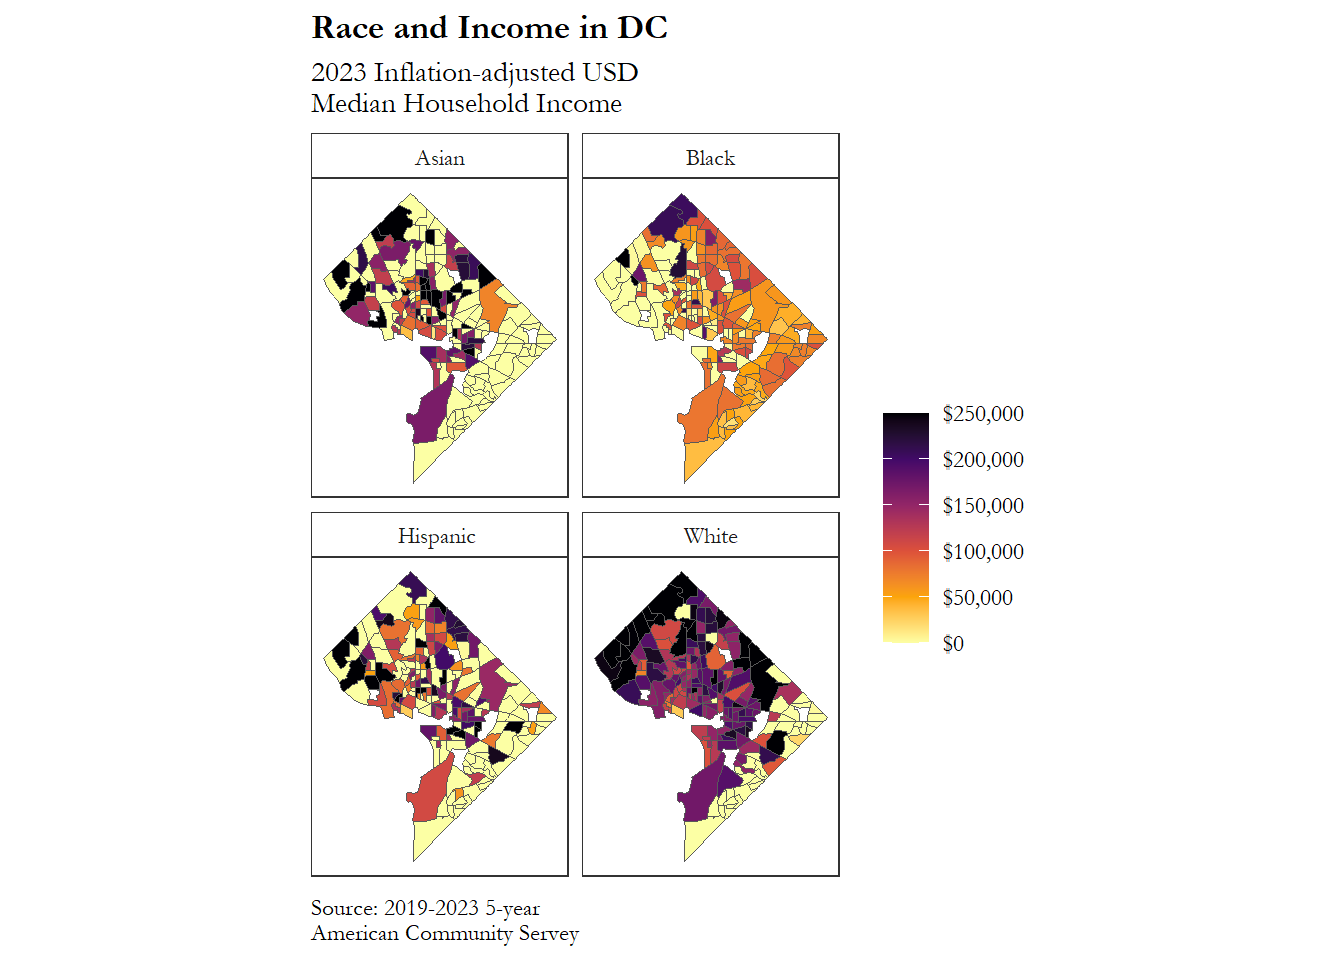 Race and Income in DC
2023 Inflation-adjusted USD
Median Household Income
Asian
Black
Hispanic
White
$250,000
$200,000
$150,000
$100,000
$50,000
$0
Source: 2019-2023 5-year
American Community Servey